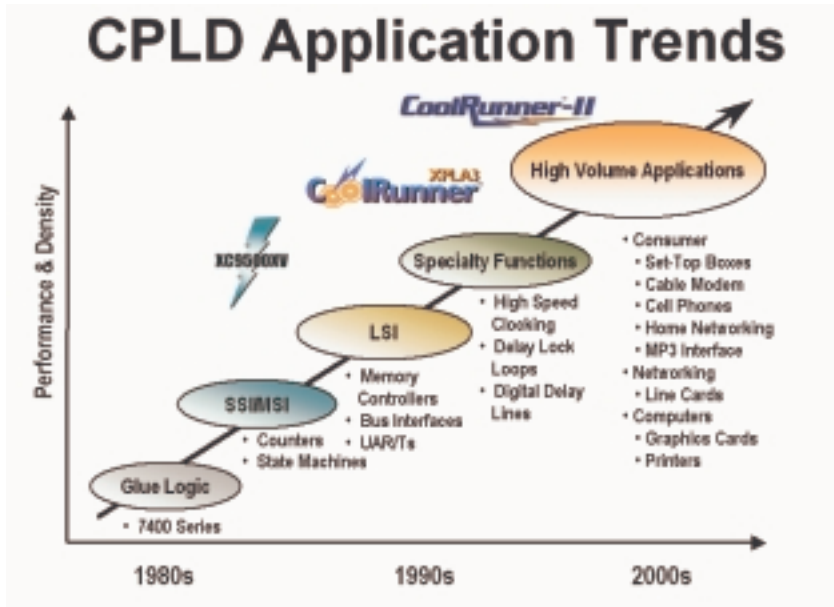 CPLD Application Trends
CoolRunner-II
High Volume Applications
XPLA3
CoolRunner
XC9500XV
Specialty Functions
LSI
SSI/MSI
Glue Logic
Performance & Density
• Consumer
• Set-Top Boxes
• Cable Modem
• Cell Phones
• Home Networking
• MP3 Interface
• Networking
• Line Cards
• Computers
• Graphics Cards
• Printers
• High Speed
Clocking
• Delay Lock
Loops
• Digital Delay
Lines
• Memory
Controllers
• Bus Interfaces
• UAR/Ts
• Counters
• State Machines
• 7400 Series
1980s
1990s
2000s